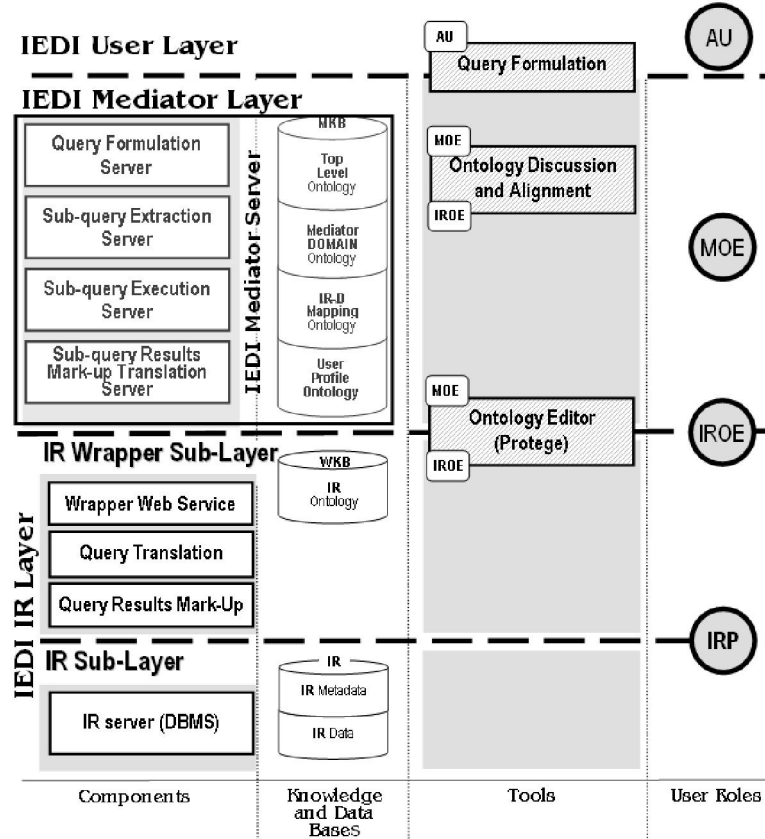 IEDI User Layer
AU
Query Formulation
AU
IEDI Mediator Layer
Query Formulation
Server
Sub-query Extraction
Server
Sub-query Execution
Server
Sub-query Results
Mark-up Translation
Server
IEDI Mediator Server
MKB
Top
Level
Ontology
Mediator
DOMAIN
Ontology
IR-D
Mapping
Ontology
User
Profile
Ontology
MOE
Ontology Discussion
and Alignment
IROE
MOE
MOE
Ontology Editor
(Protege)
IROE
IROE
IEDI IR Layer
IR Wrapper Sub-Layer
Wrapper Web Service
Query Translation
Query Results Mark-Up
WKB
IR
Ontology
IRP
IR Sub-Layer
IR server (DBMS)
IR
IR Metadata
IR Data
Components
Knowledge
and Data
Bases
Tools
User Roles